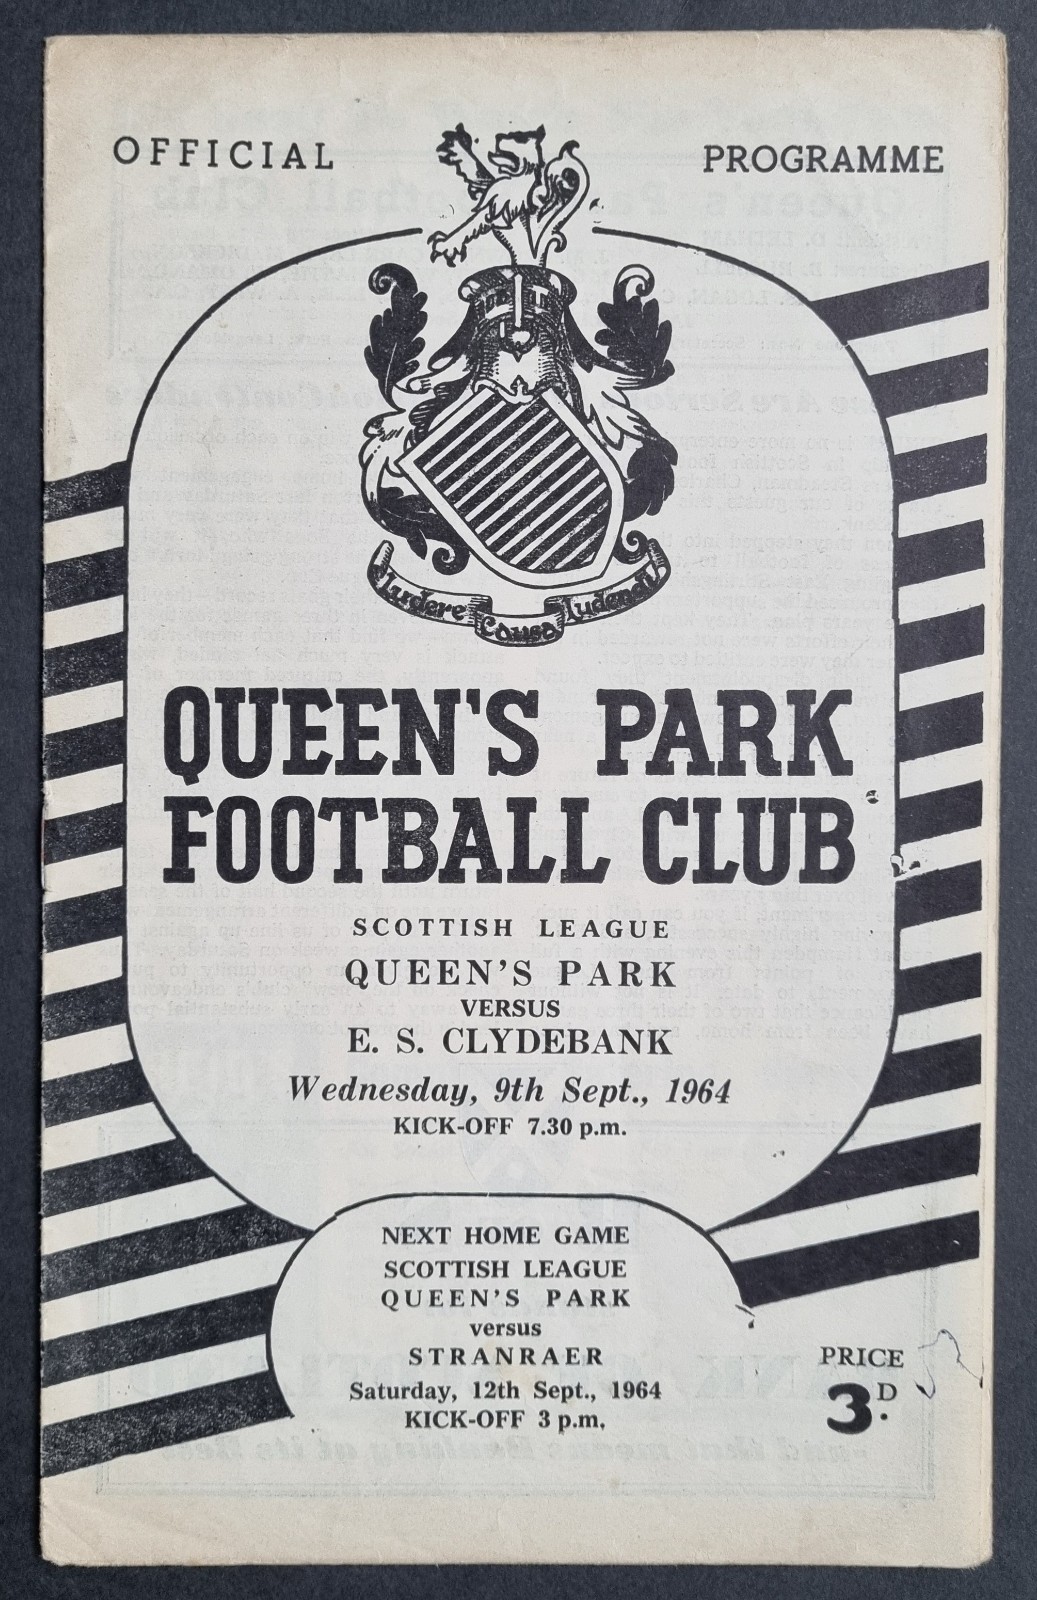 OFFICIAL PROGRAMME
Ludere Causa Ludendi
QUEEN'S PARK
FOOTBALL CLUB
SCOTTISH LEAGUE
QUEEN'S PARK
VERSUS
E. S. CLYDEBANK
Wednesday, 9th Sept., 1964
KICK-OFF 7.30 p.m.
NEXT HOME GAME
SCOTTISH LEAGUE
QUEEN'S PARK
versus
STRANRAER
Saturday, 12th Sept., 1964
KICK-OFF 3 p.m.
PRICE
3D.